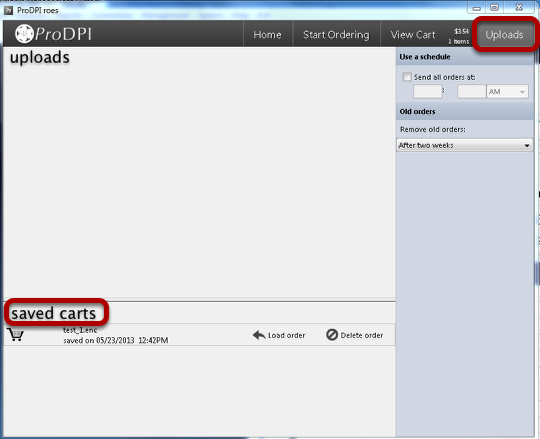 ProDPI roes
ProDPI
Home
Start Ordering
View Cart
$3.54
1 Items
Uploads
uploads
Use a schedule
Send all orders at:
:
AM
Old orders
Remove old orders:
After two weeks
saved carts
test_1.enc
saved on 05/23/2013 12:42PM
Load order
Delete order